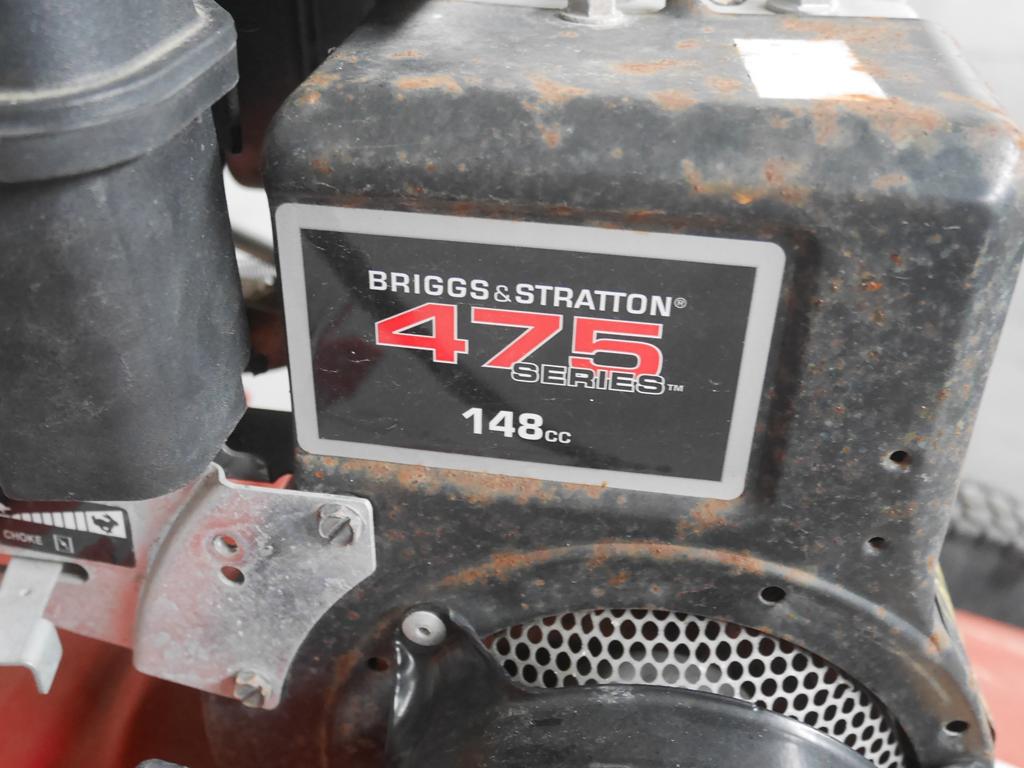 BRIGGS & STRATTON®
475
SERIES™
148cc
CHOKE